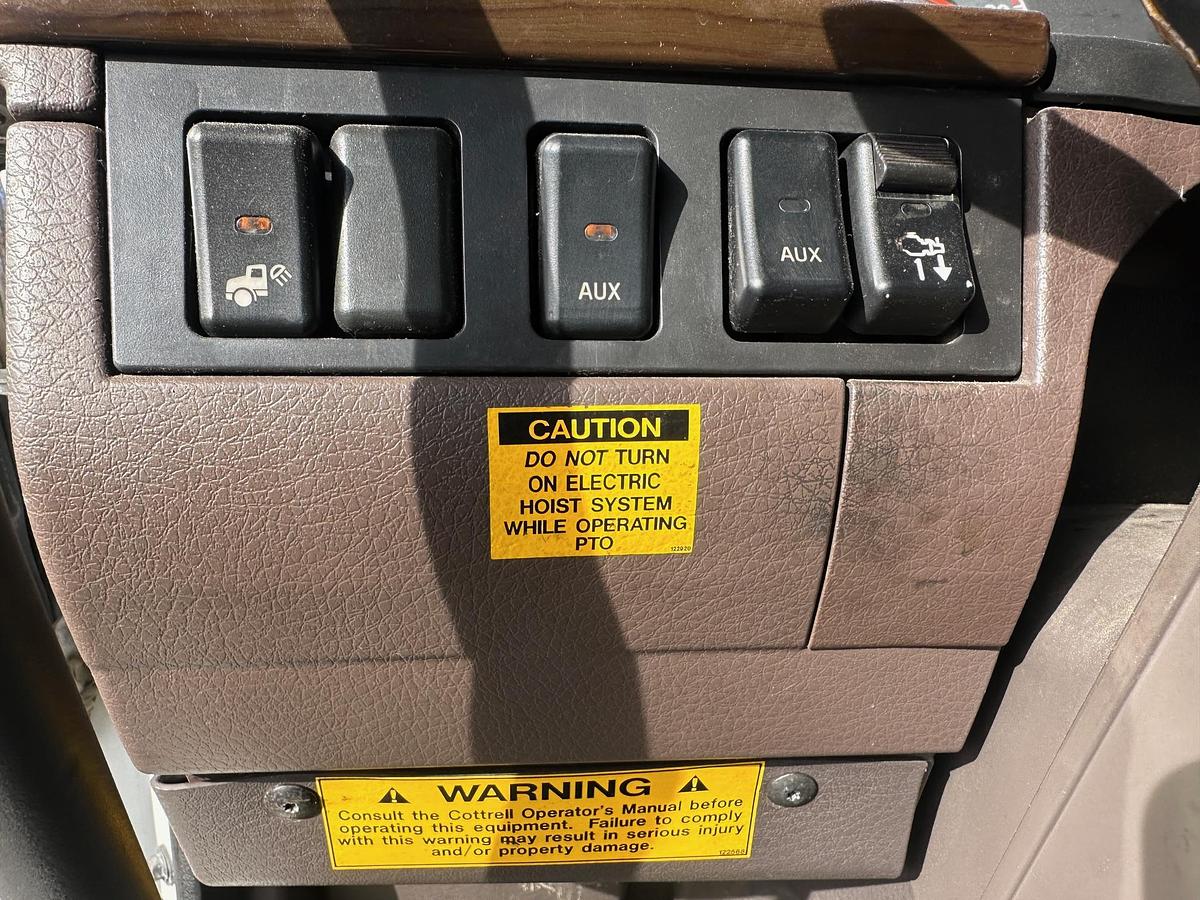 AUX
AUX
CAUTION
DO NOT TURN
ON ELECTRIC
HOIST SYSTEM
WHILE OPERATING
PTO
122920
WARNING
Consult the Cottrell Operator's Manual before
operating this equipment. Failure to comply
with this warning may result in serious injury
and/or property damage.
122568